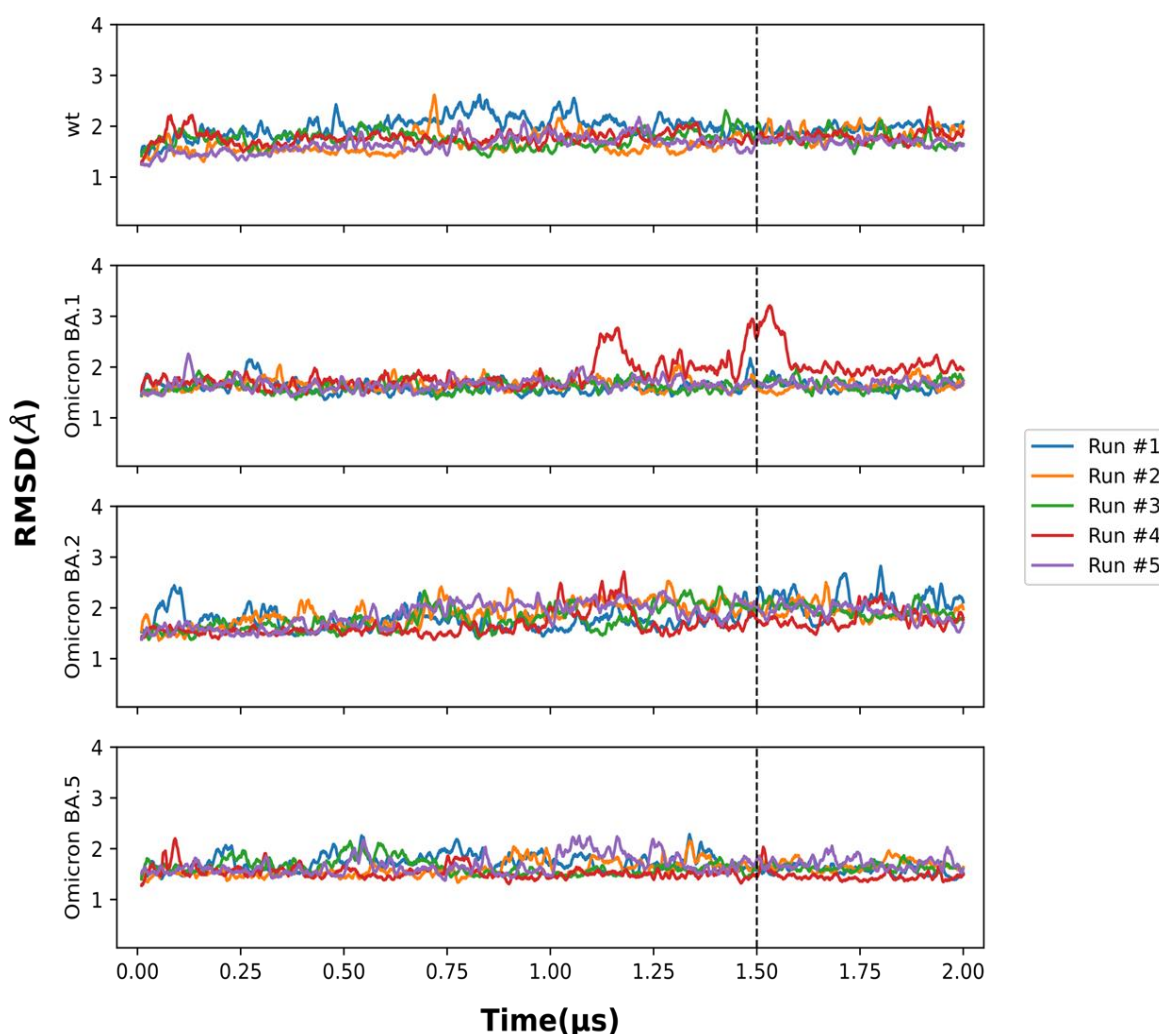 4
3
2
1
wt
4
3
2
1
Omicron BA.1
4
3
2
1
Omicron BA.2
4
3
2
1
Omicron BA.5
RMSD(Å)
0.00 0.25 0.50 0.75 1.00 1.25 1.50 1.75 2.00
Time(μs)
Run #1
Run #2
Run #3
Run #4
Run #5